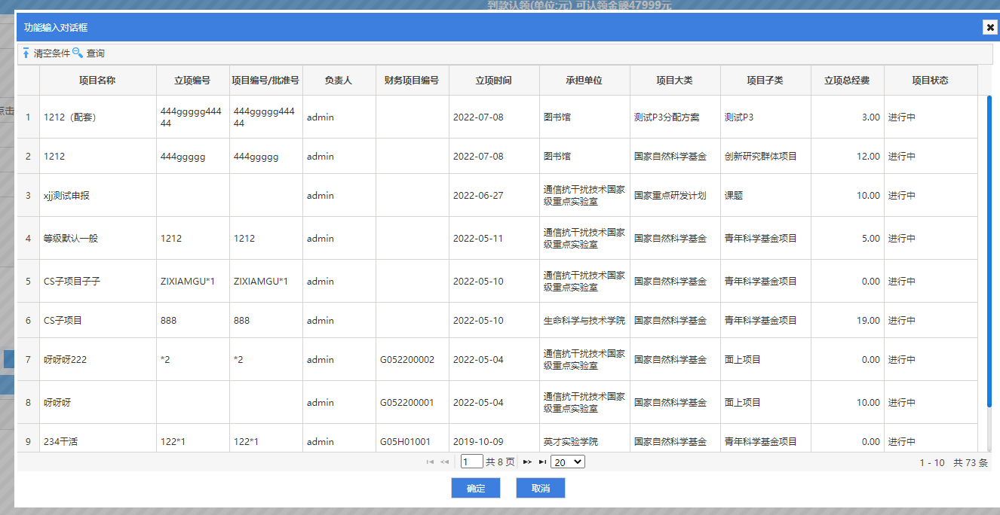 到款认领(单位:元) 可认领金额47999元
功能输入对话框
清空条件 查询
点击
项目名称 立项编号 项目编号/批准号 负责人 财务项目编号 立项时间 承担单位 项目大类 项目子类 立项总经费 项目状态
1 1212（配套） 444ggggg44444 444ggggg44444 admin 2022-07-08 图书馆 测试P3分配方案 测试P3 3.00 进行中
2 1212 444ggggg 444ggggg admin 2022-07-08 图书馆 国家自然科学基金 创新研究群体项目 12.00 进行中
3 xjj测试申报 admin 2022-06-27 通信抗干扰技术国家级重点实验室 国家重点研发计划 课题 10.00 进行中
4 等级默认一般 1212 1212 admin 2022-05-11 通信抗干扰技术国家级重点实验室 国家自然科学基金 青年科学基金项目 5.00 进行中
5 CS子项目子子 ZIXIAMGU*1 ZIXIAMGU*1 admin 2022-05-10 通信抗干扰技术国家级重点实验室 国家自然科学基金 青年科学基金项目 0.00 进行中
6 CS子项目 888 888 admin 2022-05-10 生命科学与技术学院 国家自然科学基金 青年科学基金项目 19.00 进行中
7 呀呀呀222 *2 *2 admin G052200002 2022-05-04 通信抗干扰技术国家级重点实验室 国家自然科学基金 面上项目 0.00 进行中
8 呀呀呀 admin G052200001 2022-05-04 通信抗干扰技术国家级重点实验室 国家自然科学基金 面上项目 10.00 进行中
9 234干活 122*1 122*1 admin G05H01001 2019-10-09 英才实验学院 国家自然科学基金 青年科学基金项目 0.00 进行中
1 共 8 页 20 1 - 10 共 73 条
确定 取消